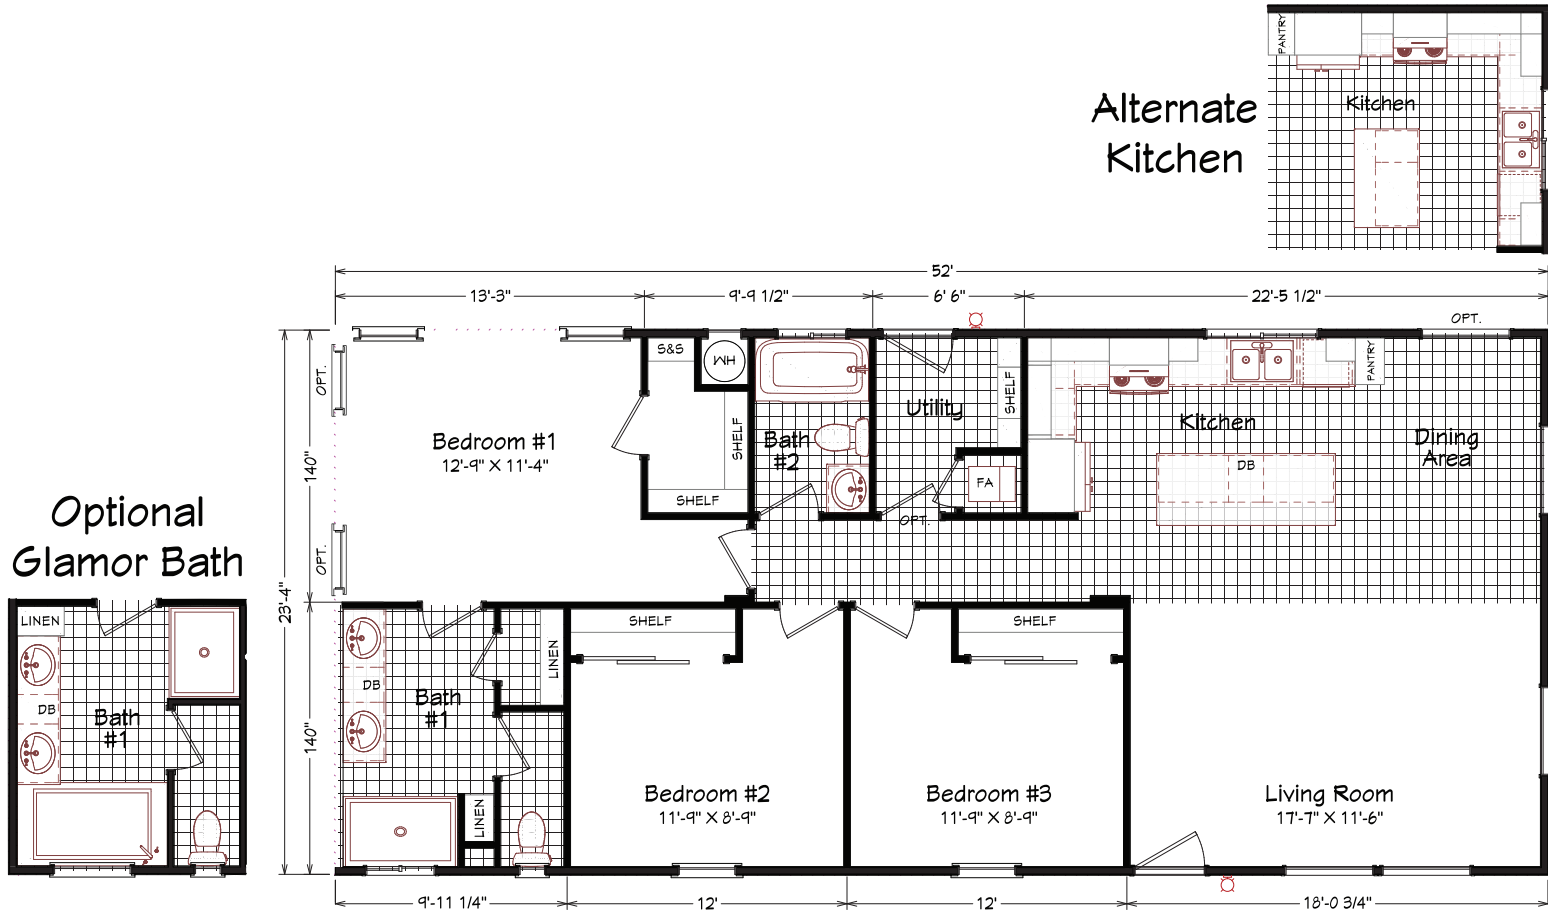 PANTRY
Kitchen
Alternate
Kitchen
52'
13'-3"
9'-9 1/2"
6' 6"
22'-5 1/2"
OPT.
S&S
WH
PANTRY
OPT.
SHELF
Utility
Kitchen
Bedroom #1
12'-9" X 11'-4"
SHELF
Bath
#2
Dining
Area
DB
140"
SHELF
FA
OPT.
OPT.
Optional
Glamor Bath
23'-4"
LINEN
SHELF
SHELF
LINEN
DB
Bath
#1
DB
Bath
#1
140"
Bedroom #2
11'-9" X 8'-9"
Bedroom #3
11'-9" X 8'-9"
Living Room
17'-7" X 11'-6"
LINEN
9'-11 1/4"
12'
12'
18'-0 3/4"